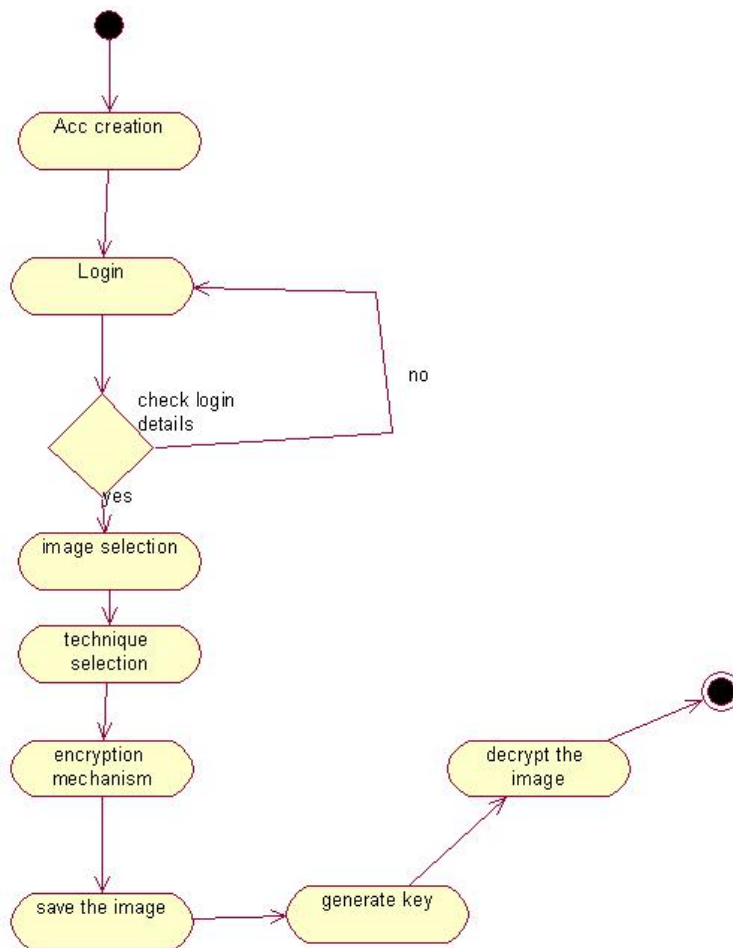 Acc creation
Login
check login
details
no
yes
image selection
technique
selection
encryption
mechanism
decrypt the
image
save the image
generate key